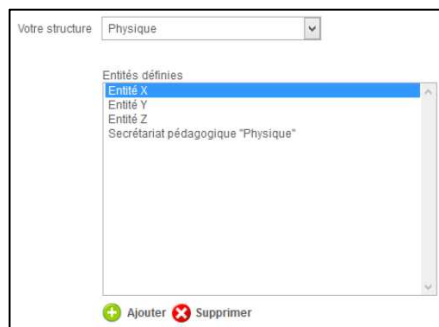 Votre structure Physique
Entités définies
Entité X
Entité Y
Entité Z
Secrétariat pédagogique "Physique"
Ajouter Supprimer